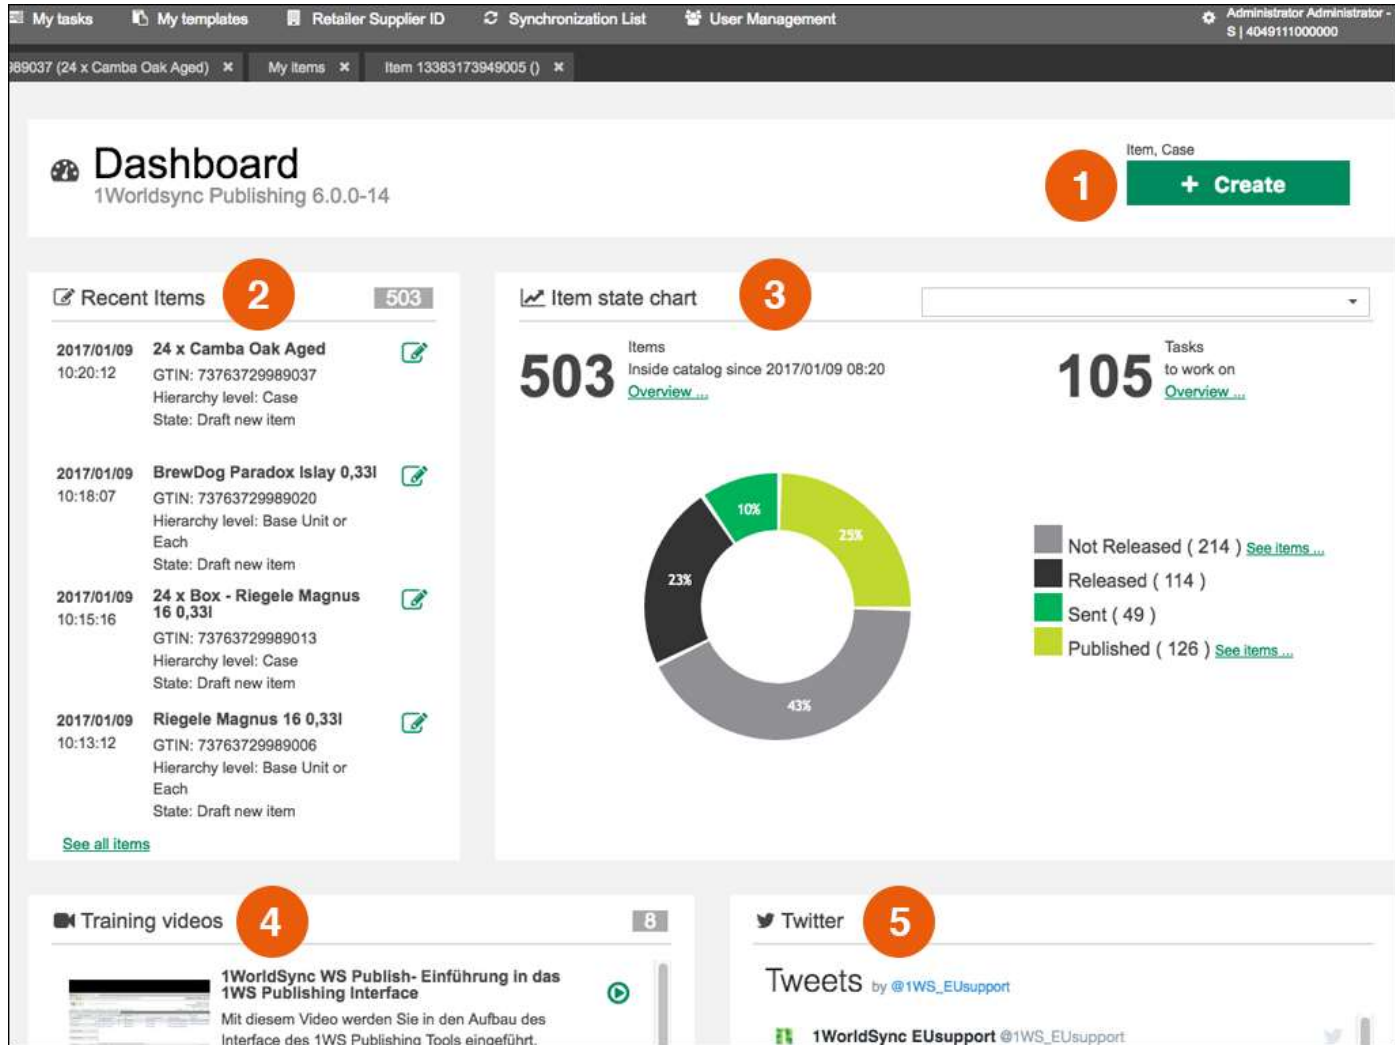 My tasks My templates Retailer Supplier ID Synchronization List User Management Administrator Administrator -
S | 4049111000000
989037 (24 x Camba Oak Aged) × My items × Item 13383173949005 () ×
Dashboard
1Worldsync Publishing 6.0.0-14
Item, Case
1
+ Create
Recent Items 2 503
2017/01/09 24 x Camba Oak Aged
10:20:12 GTIN: 73763729989037
Hierarchy level: Case
State: Draft new item
2017/01/09 BrewDog Paradox Islay 0,33l
10:18:07 GTIN: 73763729989020
Hierarchy level: Base Unit or
Each
State: Draft new item
2017/01/09 24 x Box - Riegele Magnus
10:15:16 16 0,33l
GTIN: 73763729989013
Hierarchy level: Case
State: Draft new item
2017/01/09 Riegele Magnus 16 0,33l
10:13:12 GTIN: 73763729989006
Hierarchy level: Base Unit or
Each
State: Draft new item
See all items
Item state chart 3
503 Items
Inside catalog since 2017/01/09 08:20
Overview ...
105 Tasks
to work on
Overview ...
10%
25%
23%
43%
Not Released ( 214 ) See items ...
Released ( 114 )
Sent ( 49 )
Published ( 126 ) See items ...
Training videos 4 8
1WorldSync WS Publish- Einführung in das
1WS Publishing Interface
Mit diesem Video werden Sie in den Aufbau des
Interface des 1WS Publishing Tools eingeführt.
Twitter 5
Tweets by @1WS_EUsupport
1WorldSync EUsupport @1WS_EUsupport